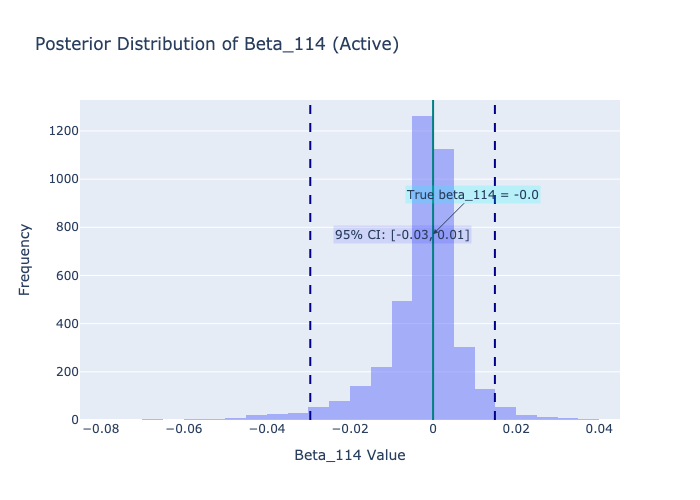 Posterior Distribution of Beta_114 (Active)
1200
1000
True beta_114 = -0.0
800
95% CI: [-0.03, 0.01]
600
400
200
0
Frequency
−0.08 −0.06 −0.04 −0.02 0 0.02 0.04
Beta_114 Value